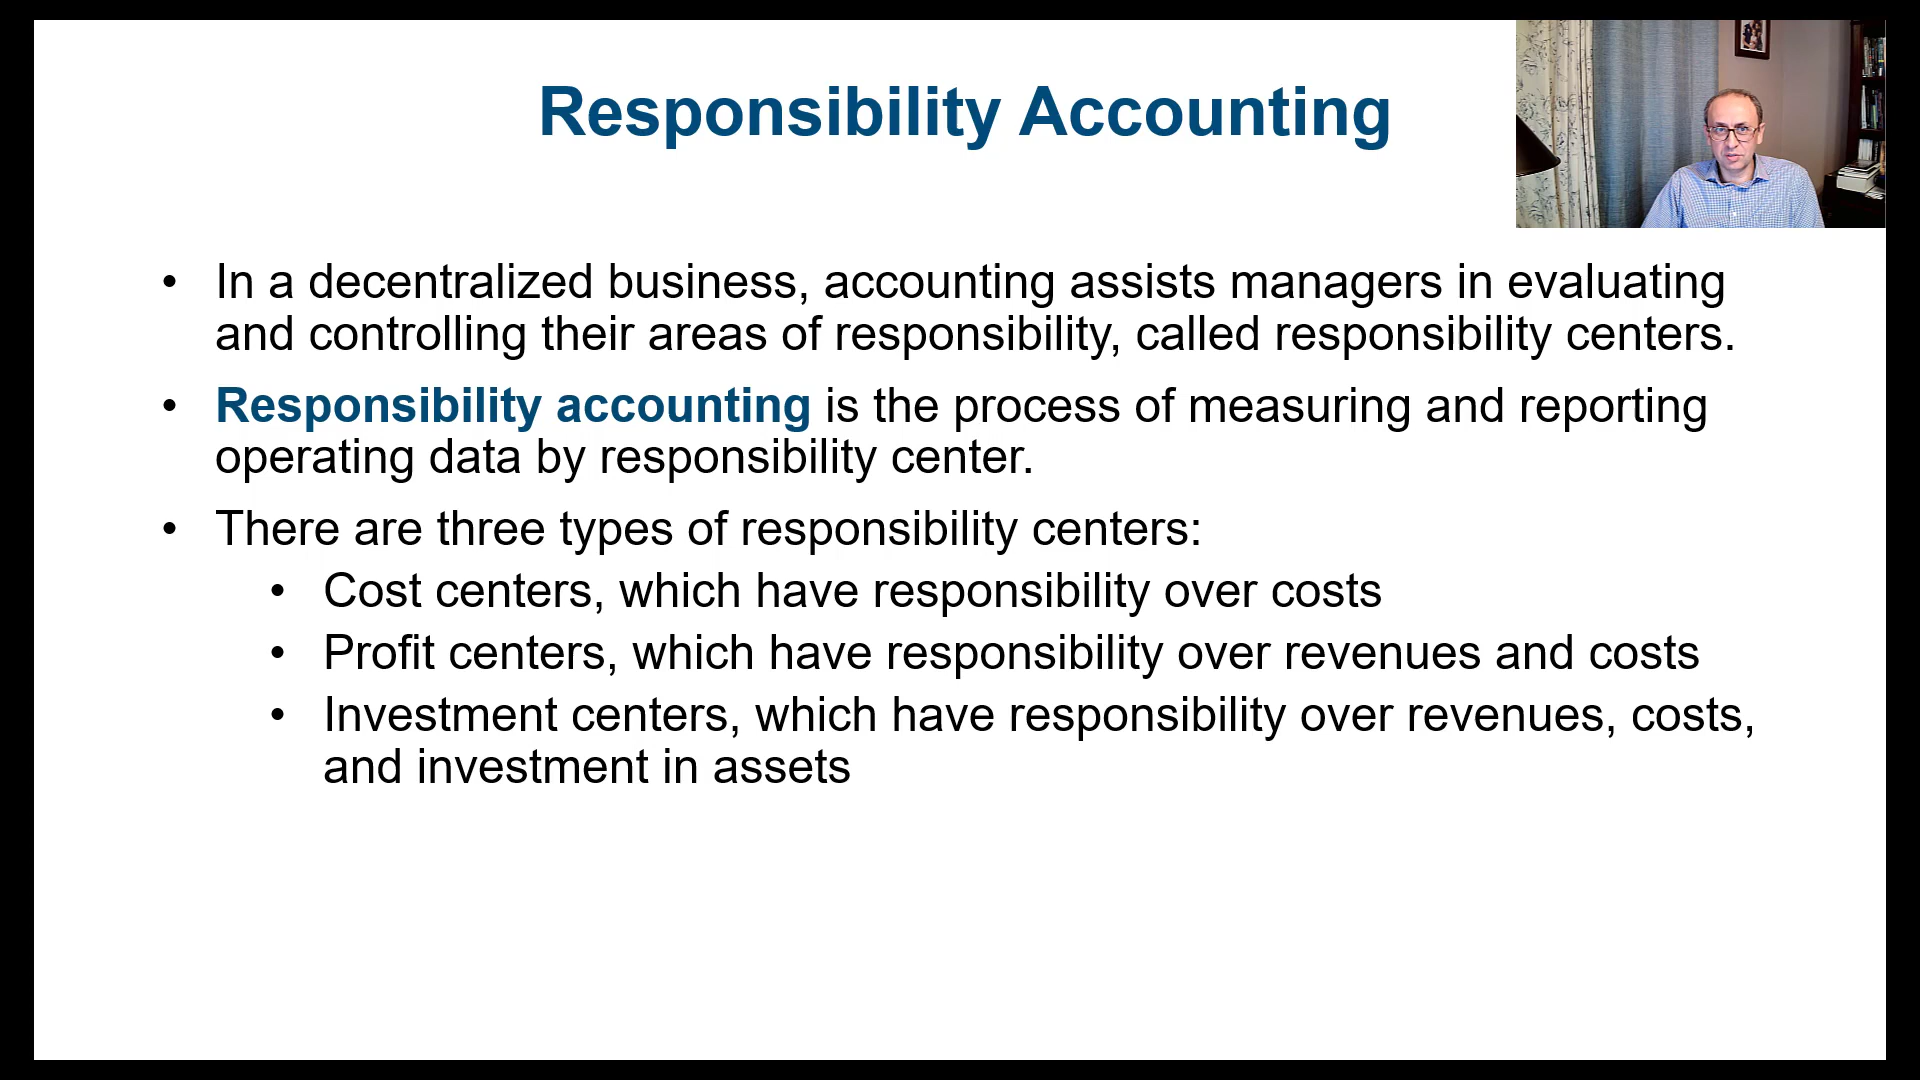 Responsibility Accounting
• In a decentralized business, accounting assists managers in evaluating
and controlling their areas of responsibility, called responsibility centers.
• Responsibility accounting is the process of measuring and reporting
operating data by responsibility center.
• There are three types of responsibility centers:
• Cost centers, which have responsibility over costs
• Profit centers, which have responsibility over revenues and costs
• Investment centers, which have responsibility over revenues, costs,
and investment in assets